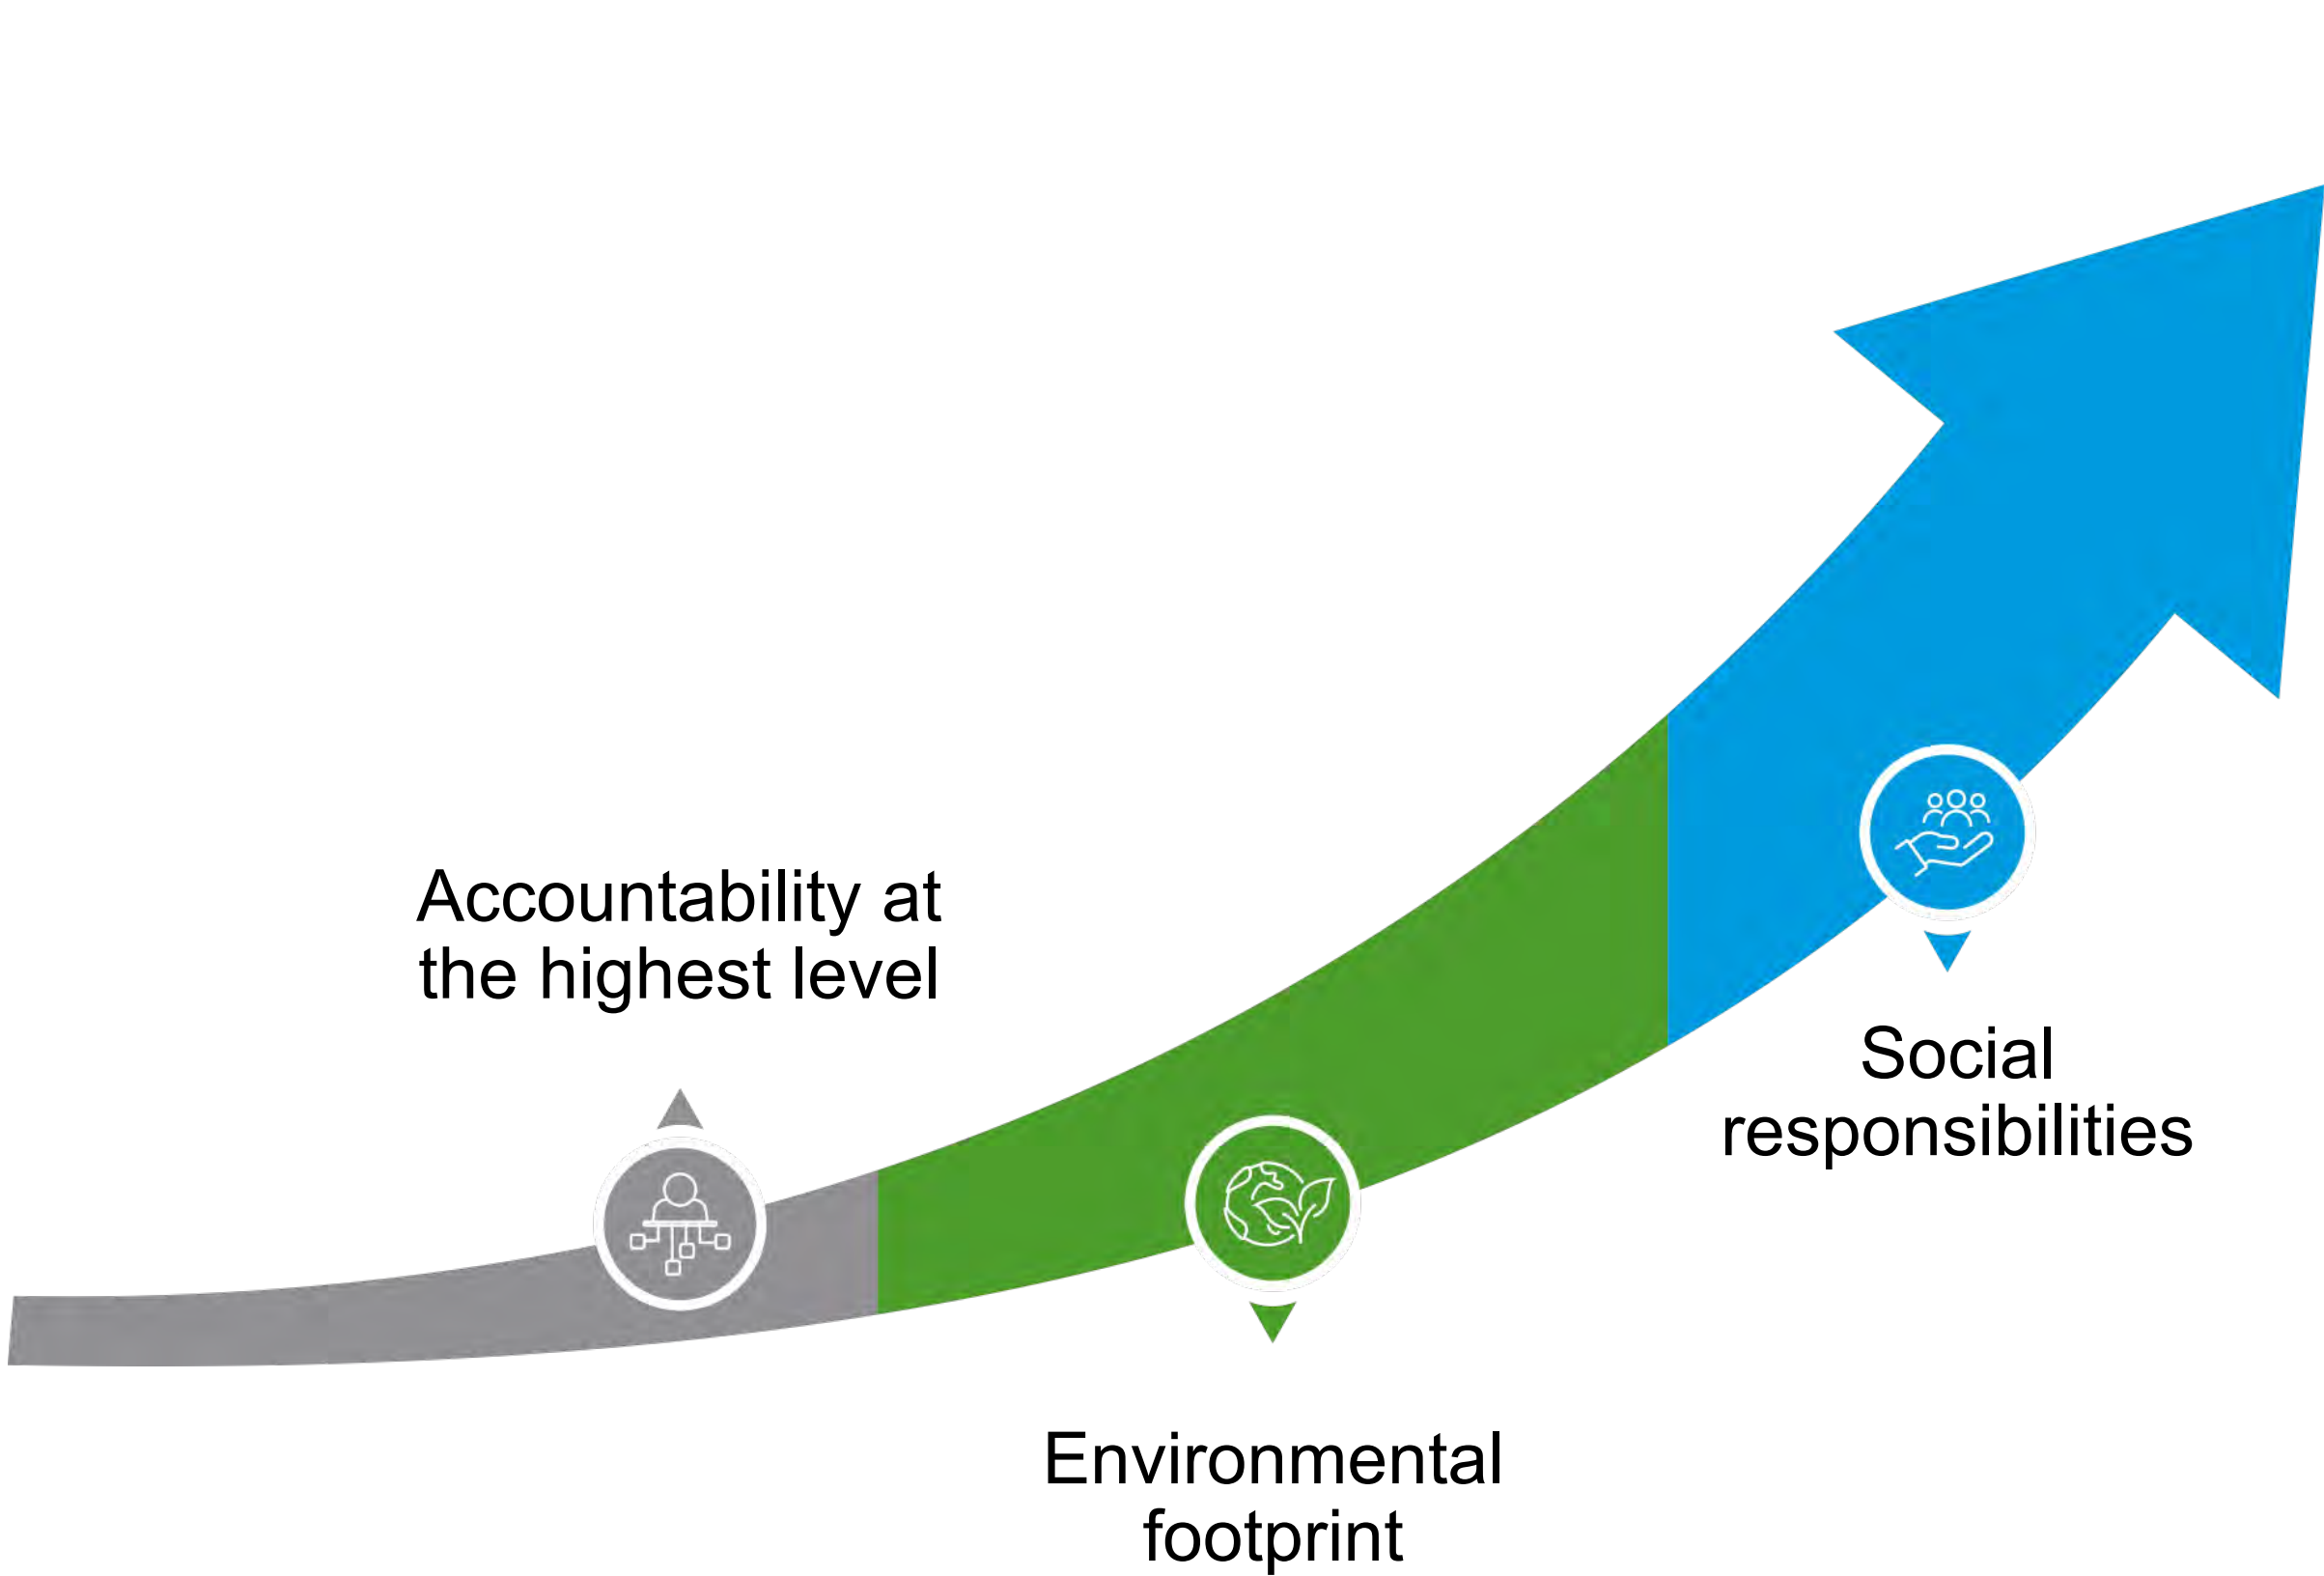 Accountability at
the highest level
Social
responsibilities
Environmental
footprint